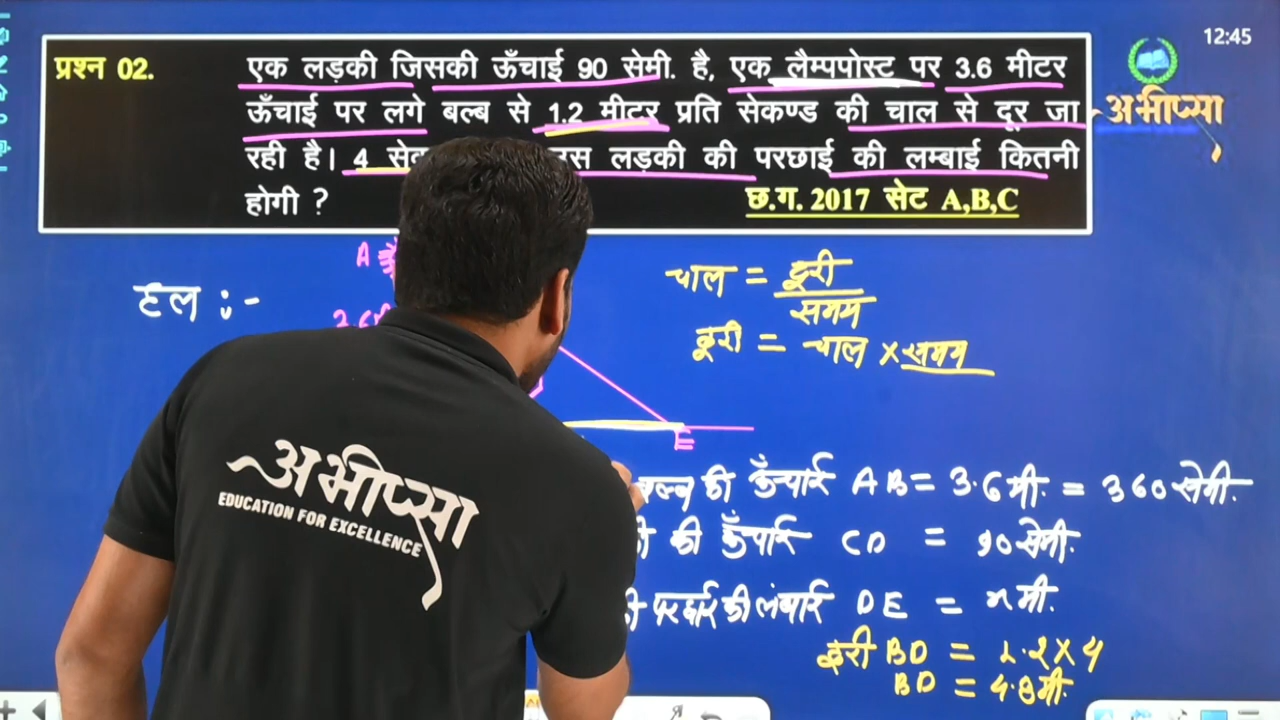 12:45
प्रश्न 02. एक लड़की जिसकी ऊँचाई 90 सेमी. है, एक लैम्पपोस्ट पर 3.6 मीटर
ऊँचाई पर लगे बल्ब से 1.2 मीटर प्रति सेकण्ड की चाल से दूर जा
रही है। 4 लड़की की परछाई की लम्बाई कितनी
होगी ? छ.ग. 2017 सेट A,B,C
अभीप्सा
A
हल :-
चाल = दूरी
समय
दूरी = चाल × समय
E
बल्ब की ऊँचाई AB = 3.6 मी. = 360 सेमी.
की ऊँचाई CD = 90 सेमी.
परछाई की लंबाई DE = x मी.
दूरी BD = 1.2 × 4
BD = 4.8 मी.
अभीप्सा
EDUCATION FOR EXCELLENCE